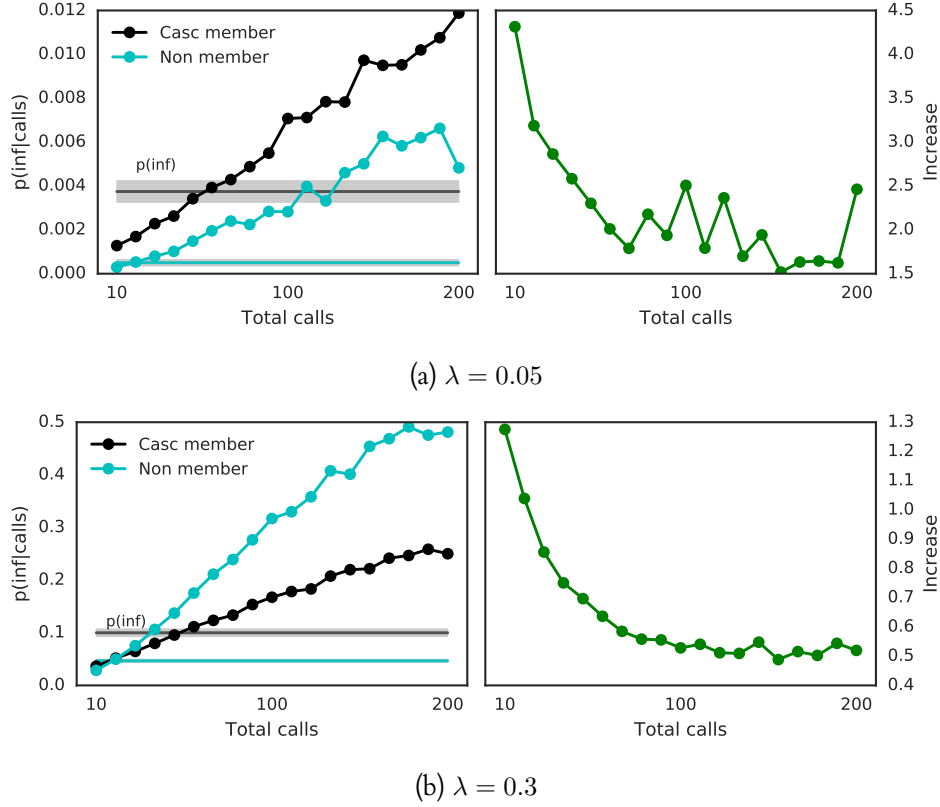 0.012
0.010
0.008
0.006
0.004
0.002
0.000
p(inf|calls)
Casc member
Non member
p(inf)
10
100
200
Total calls
4.5
4.0
3.5
3.0
2.5
2.0
1.5
Increase
10
100
200
Total calls
(a) λ = 0.05
0.5
0.4
0.3
0.2
0.1
0.0
p(inf|calls)
Casc member
Non member
p(inf)
10
100
200
Total calls
1.3
1.2
1.1
1.0
0.9
0.8
0.7
0.6
0.5
0.4
Increase
10
100
200
Total calls
(b) λ = 0.3